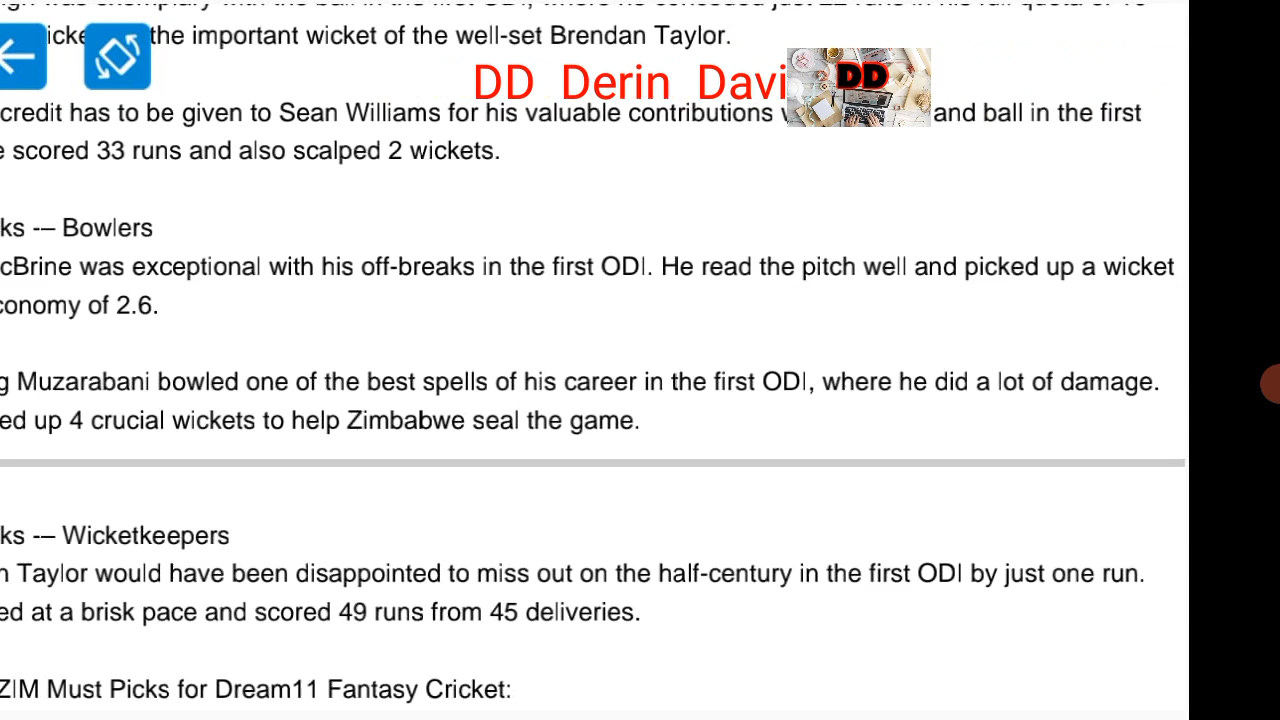 the important wicket of the well-set Brendan Taylor.
DD Derin Davi
DD
credit has to be given to Sean Williams for his valuable contributions and ball in the first
scored 33 runs and also scalped 2 wickets.
ks -– Bowlers
cBrine was exceptional with his off-breaks in the first ODI. He read the pitch well and picked up a wicket
conomy of 2.6.
g Muzarabani bowled one of the best spells of his career in the first ODI, where he did a lot of damage.
ed up 4 crucial wickets to help Zimbabwe seal the game.
ks -– Wicketkeepers
n Taylor would have been disappointed to miss out on the half-century in the first ODI by just one run.
ed at a brisk pace and scored 49 runs from 45 deliveries.
ZIM Must Picks for Dream11 Fantasy Cricket: